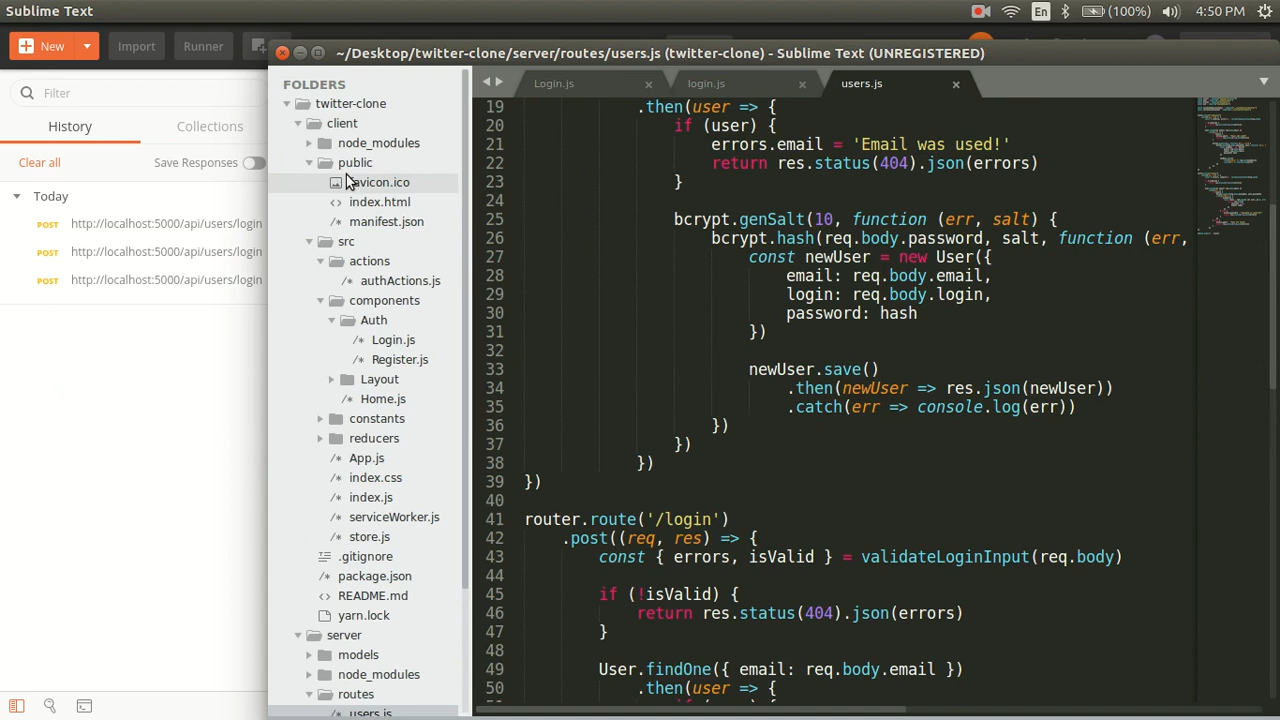 Sublime Text
En
(100%)
4:50 PM
New
Import
Runner
~/Desktop/twitter-clone/server/routes/users.js (twitter-clone) - Sublime Text (UNREGISTERED)
Filter
History
Collections
Clear all
Save Responses
Today
POST http://localhost:5000/api/users/login
POST http://localhost:5000/api/users/login
POST http://localhost:5000/api/users/login
FOLDERS
twitter-clone
client
node_modules
public
avicon.ico
index.html
manifest.json
src
actions
authActions.js
components
Auth
Login.js
Register.js
Layout
Home.js
constants
reducers
App.js
index.css
index.js
serviceWorker.js
store.js
.gitignore
package.json
README.md
yarn.lock
server
models
node_modules
routes
users.js
Login.js
login.js
users.js
19 .then(user => {
20 if (user) {
21 errors.email = 'Email was used!'
22 return res.status(404).json(errors)
23 }
24
25 bcrypt.genSalt(10, function (err, salt) {
26 bcrypt.hash(req.body.password, salt, function (err,
27 const newUser = new User({
28 email: req.body.email,
29 login: req.body.login,
30 password: hash
31 })
32
33 newUser.save()
34 .then(newUser => res.json(newUser))
35 .catch(err => console.log(err))
36 })
37 })
38 })
39 })
40
41 router.route('/login')
42 .post((req, res) => {
43 const { errors, isValid } = validateLoginInput(req.body)
44
45 if (!isValid) {
46 return res.status(404).json(errors)
47 }
48
49 User.findOne({ email: req.body.email })
50 .then(user => {